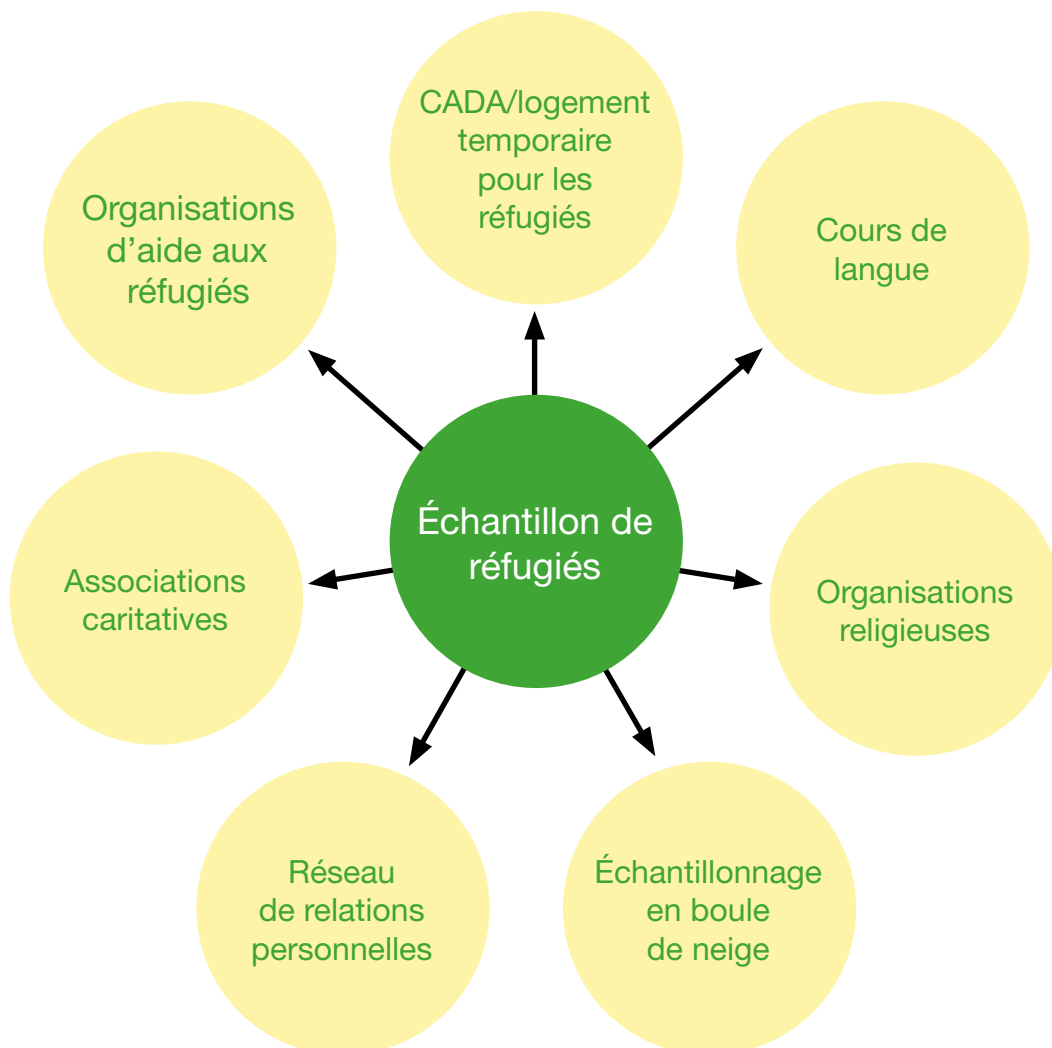 CADA/logement
temporaire
pour les
réfugiés
Organisations
d’aide aux
réfugiés
Cours de
langue
Échantillon de
réfugiés
Associations
caritatives
Organisations
religieuses
Réseau
de relations
personnelles
Échantillonnage
en boule
de neige